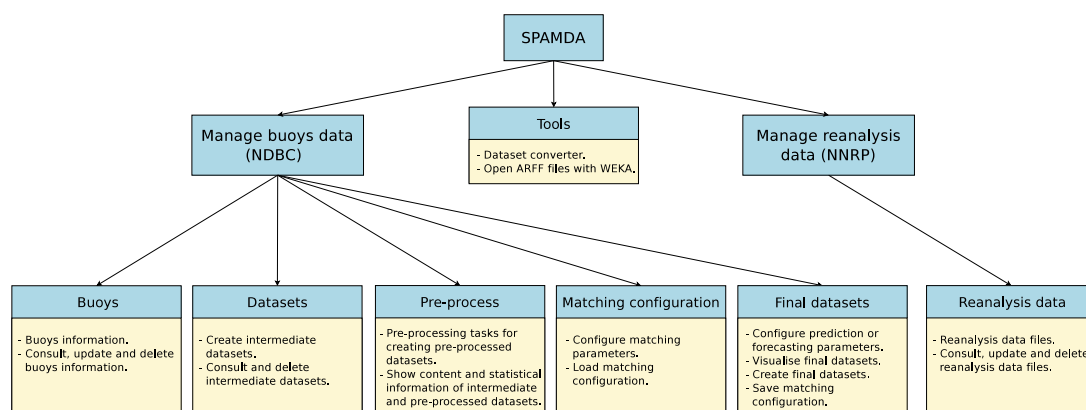 SPAMDA
Manage buoys data
(NDBC)
Tools
- Dataset converter.
- Open ARFF files with WEKA.
Manage reanalysis
data (NNRP)
Buoys
- Buoys information.
- Consult, update and delete
buoys information.
Datasets
- Create intermediate
datasets.
- Consult and delete
intermediate datasets.
Pre-process
- Pre-processing tasks for
creating pre-processed
datasets.
- Show content and statistical
information of intermediate
and pre-processed datasets.
Matching configuration
- Configure matching
parameters.
- Load matching
configuration.
Final datasets
- Configure prediction or
forecasting parameters.
- Visualise final datasets.
- Create final datasets.
- Save matching
configuration.
Reanalysis data
- Reanalysis data files.
- Consult, update and delete
reanalysis data files.